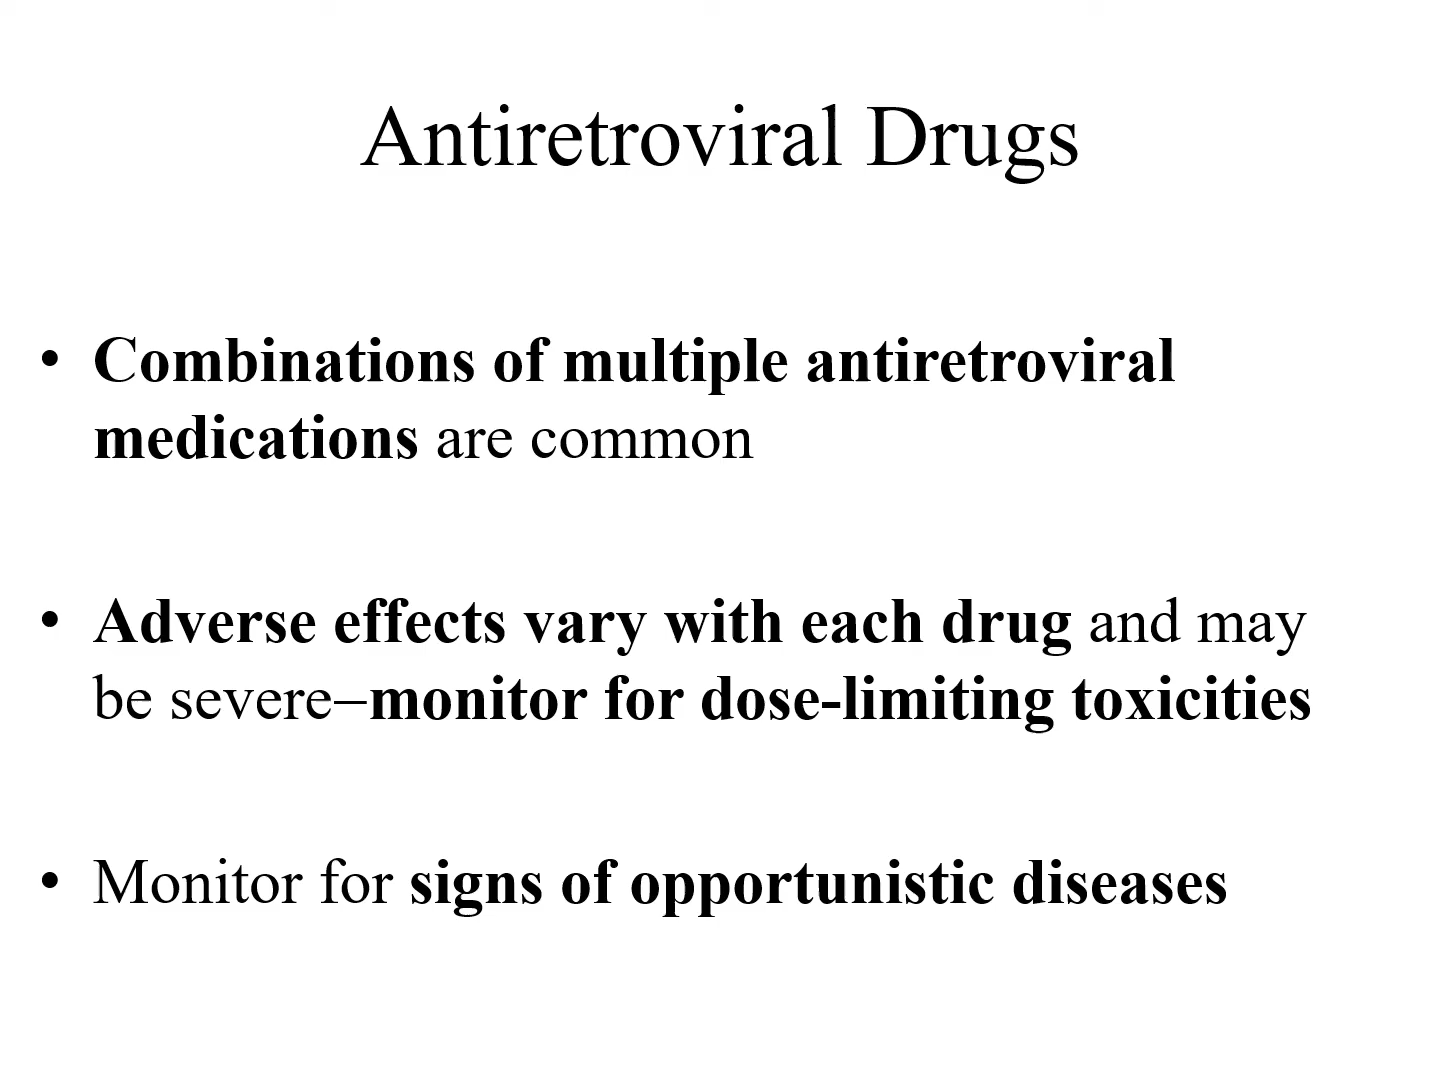 Antiretroviral Drugs
• Combinations of multiple antiretroviral
medications are common
• Adverse effects vary with each drug and may
be severe–monitor for dose-limiting toxicities
• Monitor for signs of opportunistic diseases